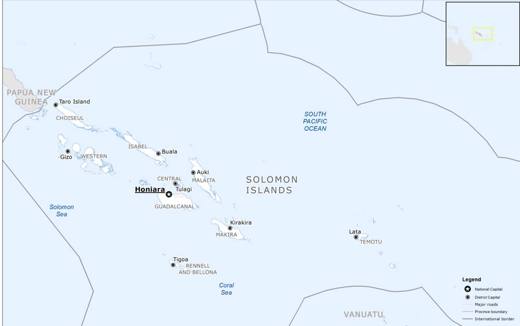 PAPUA NEW
GUINEA
Taro Island
CHOISEUL
SOUTH
PACIFIC
OCEAN
ISABEL
Buala
Gizo
WESTERN
Auki
MALAITA
CENTRAL
Tulagi
Honiara
GUADALCANAL
SOLOMON
ISLANDS
Solomon
Sea
Kirakira
MAKIRA
Lata
TEMOTU
Tigoa
RENNELL
AND BELLONA
Coral
Sea
VANUATU
Legend
National Capital
District Capital
Major roads
Province boundary
International border